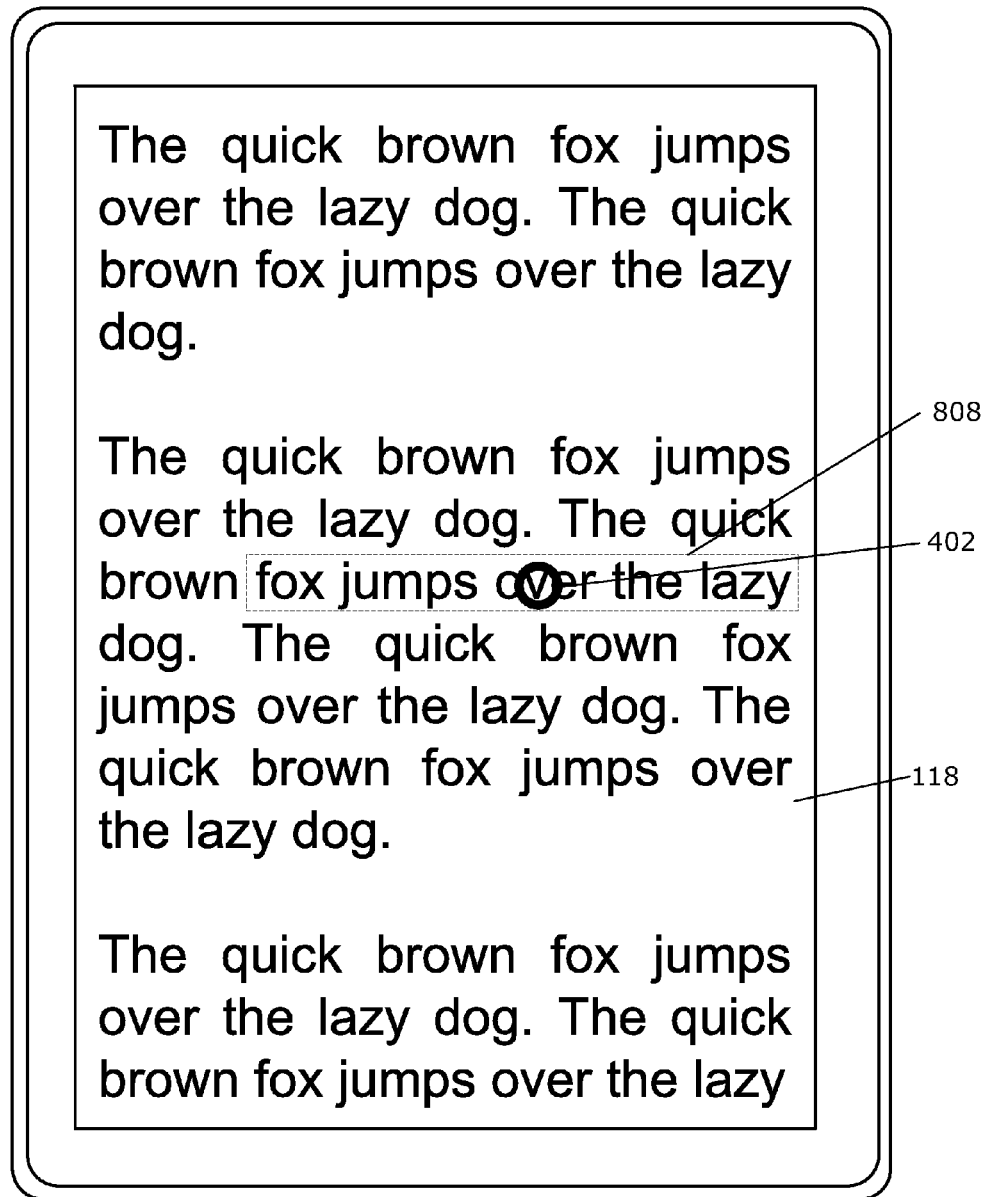 The quick brown fox jumps
over the lazy dog. The quick
brown fox jumps over the lazy
dog.
The quick brown fox jumps
over the lazy dog. The quick
brown fox jumps over the lazy
dog. The quick brown fox
jumps over the lazy dog. The
quick brown fox jumps over
the lazy dog.
The quick brown fox jumps
over the lazy dog. The quick
brown fox jumps over the lazy
808
402
118